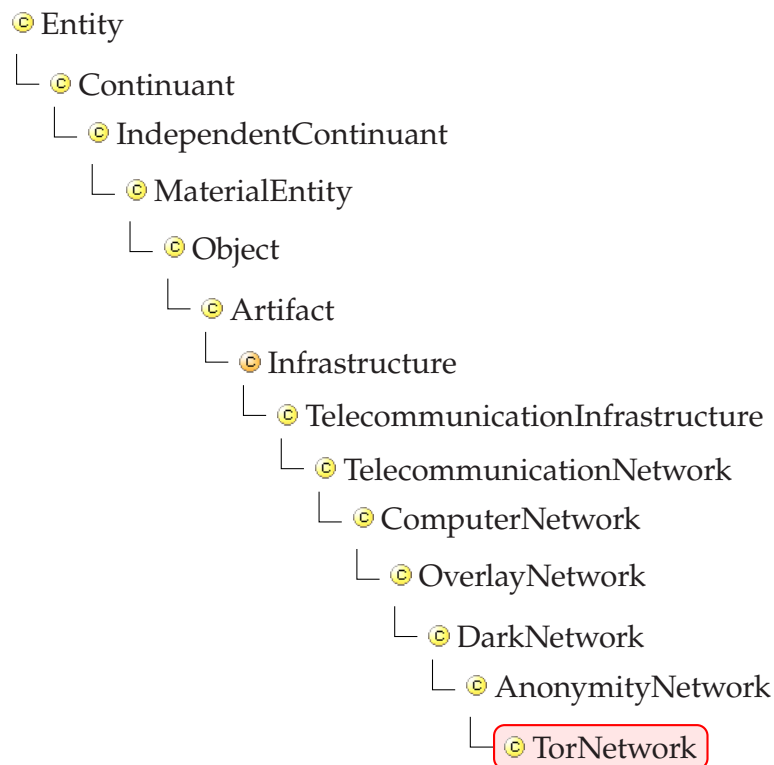 Entity
Continuant
IndependentContinuant
MaterialEntity
Object
Artifact
Infrastructure
TelecommunicationInfrastructure
TelecommunicationNetwork
ComputerNetwork
OverlayNetwork
DarkNetwork
AnonymityNetwork
TorNetwork